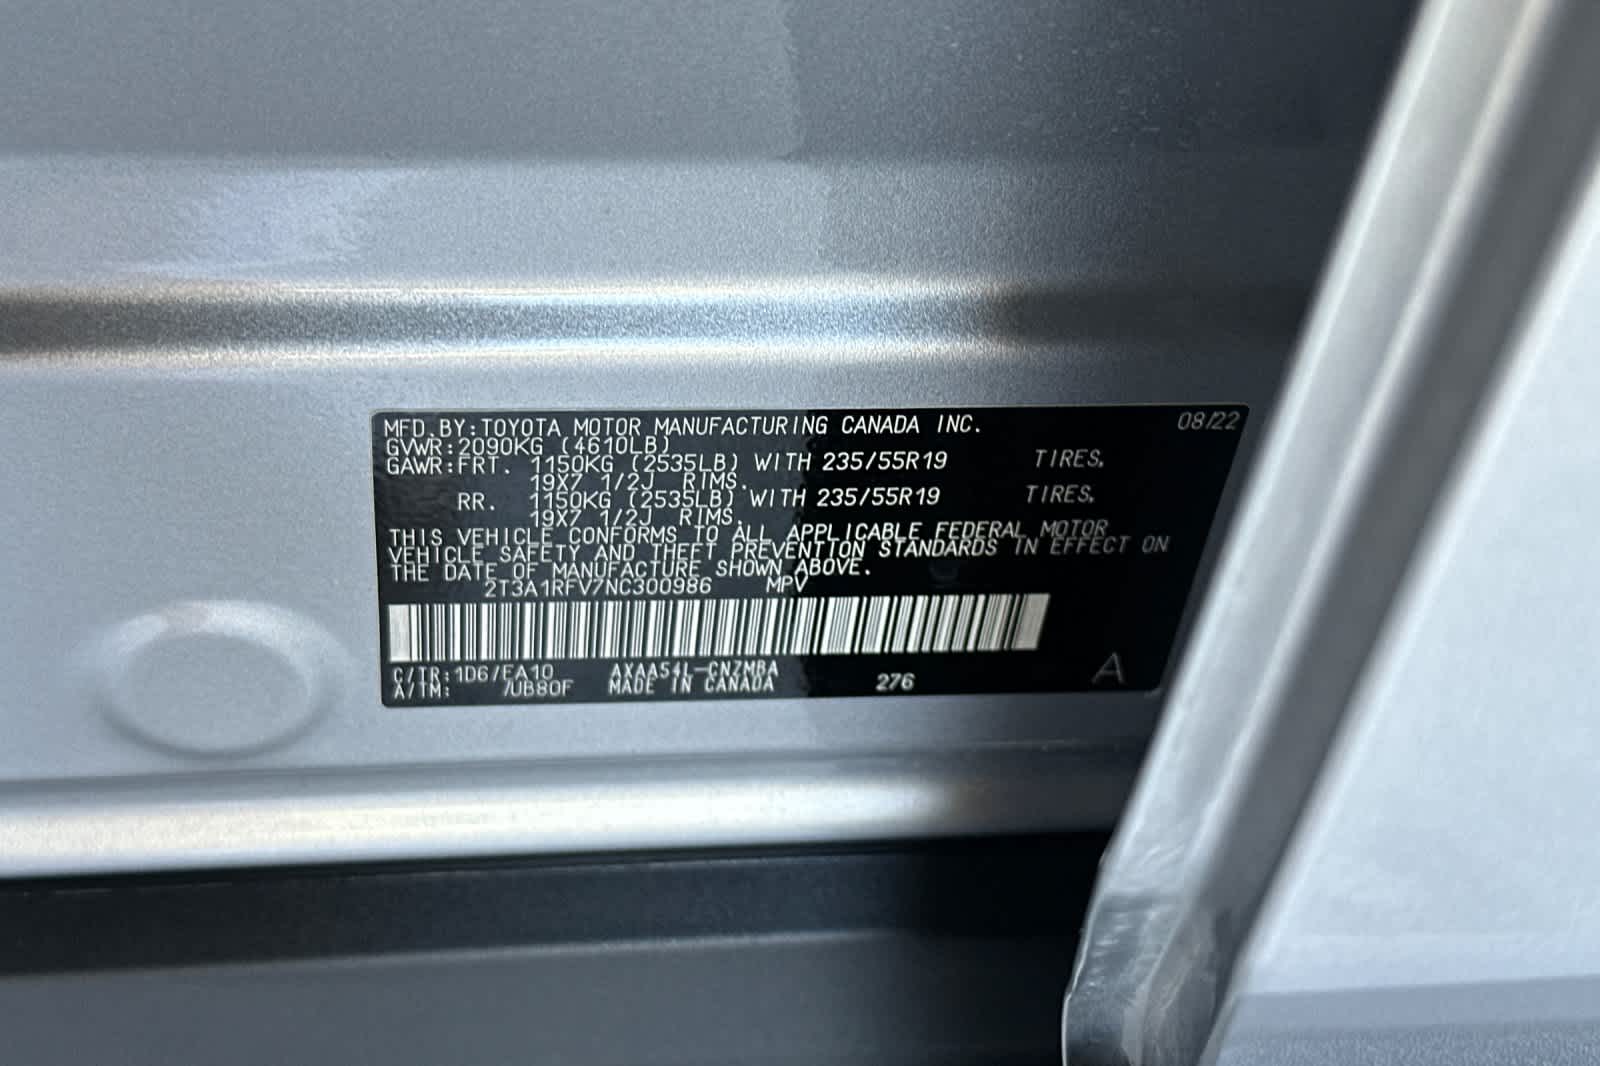 MFD.BY:TOYOTA MOTOR MANUFACTURING CANADA INC. 08/22
GVWR:2090KG (4610LB)
GAWR:FRT. 1150KG (2535LB) WITH 235/55R19 TIRES.
19X7 1/2J RIMS.
RR. 1150KG (2535LB) WITH 235/55R19 TIRES.
19X7 1/2J RIMS.
THIS VEHICLE CONFORMS TO ALL APPLICABLE FEDERAL MOTOR
VEHICLE SAFETY AND THEFT PREVENTION STANDARDS IN EFFECT ON
THE DATE OF MANUFACTURE SHOWN ABOVE.
2T3A1RFV7NC300986 MPV
C/TR:1D6/EA10 AXAA54L-CNZMBA
A/TM: /UB80F MADE IN CANADA 276 A